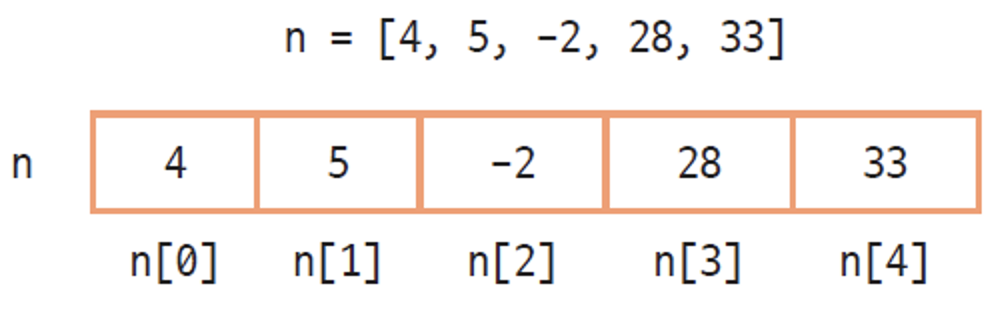 n = [4, 5, -2, 28, 33]
n 4 5 -2 28 33
n[0] n[1] n[2] n[3] n[4]